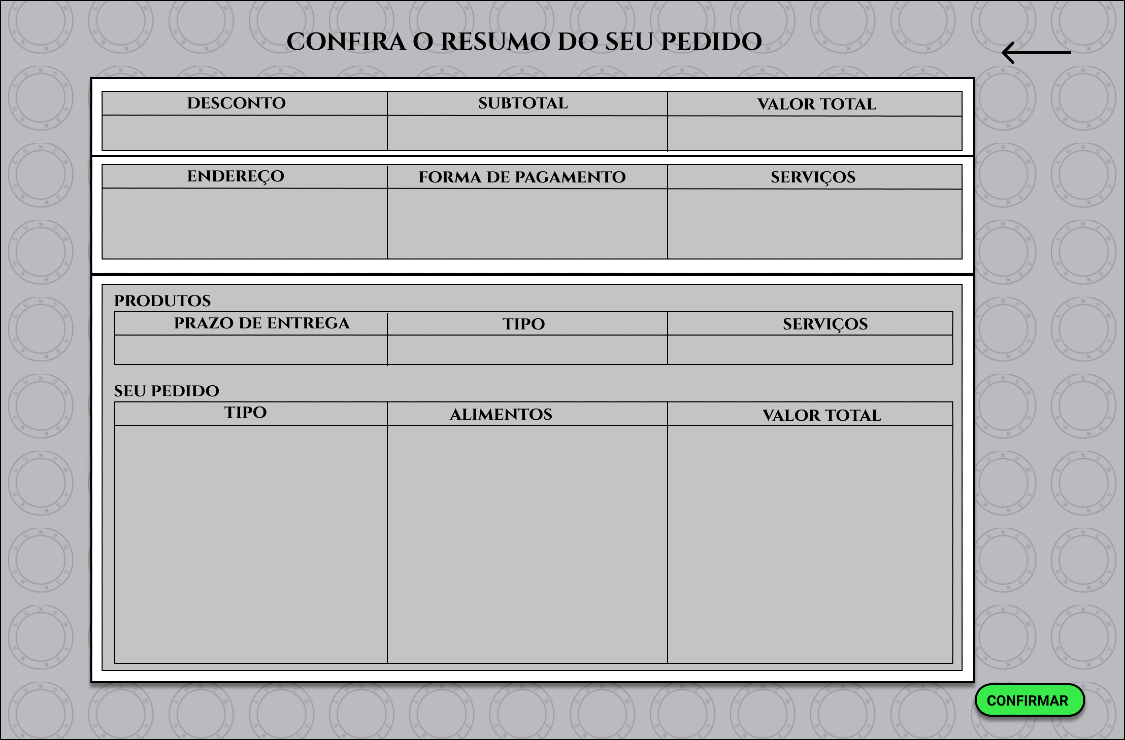 CONFIRA O RESUMO DO SEU PEDIDO
DESCONTO SUBTOTAL VALOR TOTAL
ENDEREÇO FORMA DE PAGAMENTO SERVIÇOS
PRODUTOS
PRAZO DE ENTREGA TIPO SERVIÇOS
SEU PEDIDO
TIPO ALIMENTOS VALOR TOTAL
CONFIRMAR